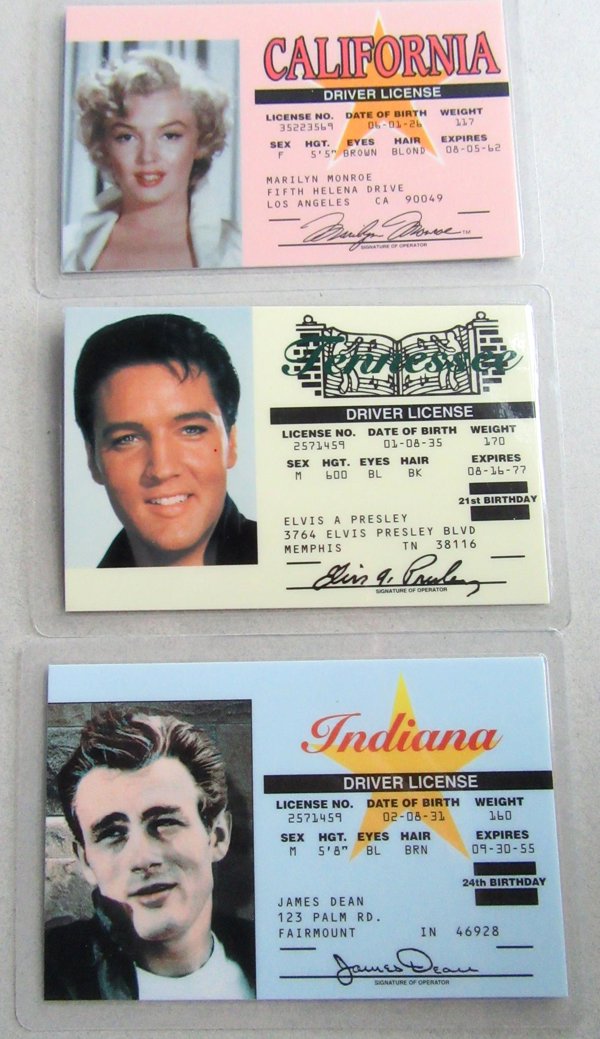 CALIFORNIA
DRIVER LICENSE
LICENSE NO. DATE OF BIRTH WEIGHT
35223569 06-01-26 117
SEX HGT. EYES HAIR EXPIRES
F 5'5" BROWN BLOND 08-05-62
MARILYN MONROE
FIFTH HELENA DRIVE
LOS ANGELES CA 90049
Marilyn Monroe TM
SIGNATURE OF OPERATOR
Tennessee
DRIVER LICENSE
LICENSE NO. DATE OF BIRTH WEIGHT
2571459 01-08-35 170
SEX HGT. EYES HAIR EXPIRES
M 600 BL BK 08-16-77
21st BIRTHDAY
ELVIS A PRESLEY
3764 ELVIS PRESLEY BLVD
MEMPHIS TN 38116
Elvis A. Presley
SIGNATURE OF OPERATOR
Indiana
DRIVER LICENSE
LICENSE NO. DATE OF BIRTH WEIGHT
2571459 02-08-31 160
SEX HGT. EYES HAIR EXPIRES
M 5'8" BL BRN 09-30-55
24th BIRTHDAY
JAMES DEAN
123 PALM RD.
FAIRMOUNT IN 46928
James Dean
SIGNATURE OF OPERATOR